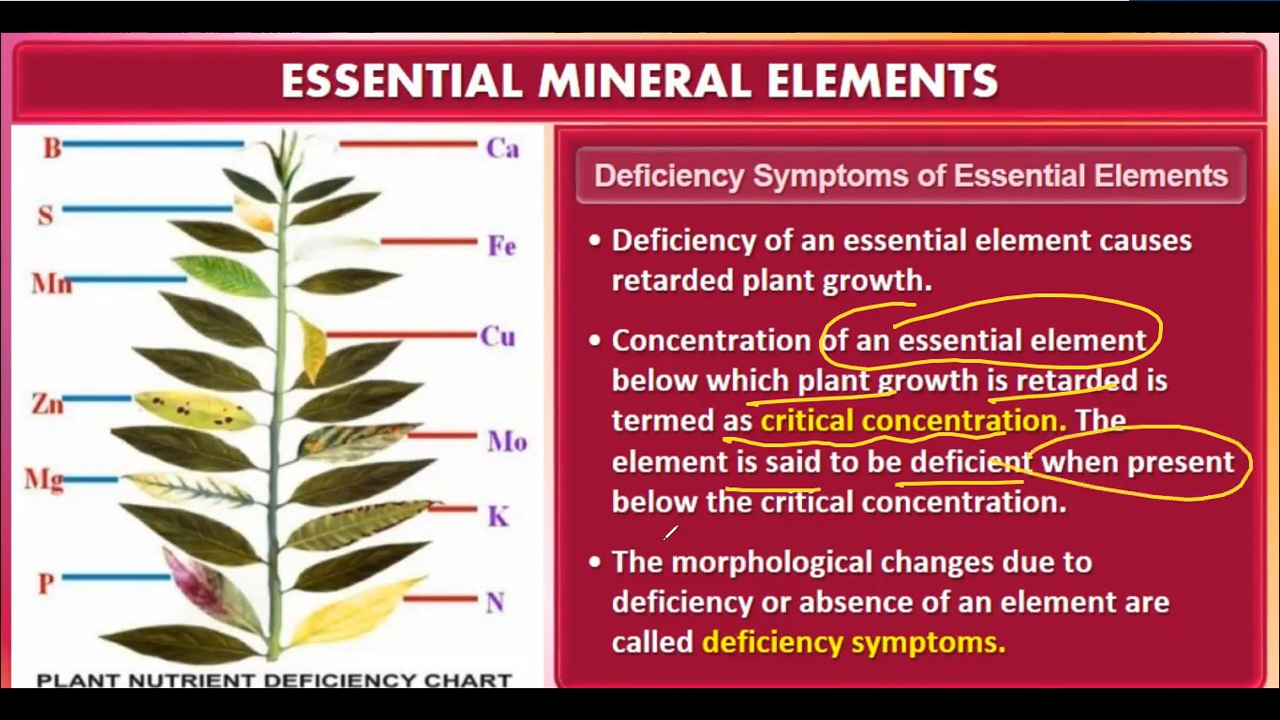 ESSENTIAL MINERAL ELEMENTS
B
Ca
S
Fe
Mn
Cu
Zn
Mo
Mg
K
P
N
PLANT NUTRIENT DEFICIENCY CHART
Deficiency Symptoms of Essential Elements
• Deficiency of an essential element causes
retarded plant growth.
• Concentration of an essential element
below which plant growth is retarded is
termed as critical concentration. The
element is said to be deficient when present
below the critical concentration.
• The morphological changes due to
deficiency or absence of an element are
called deficiency symptoms.